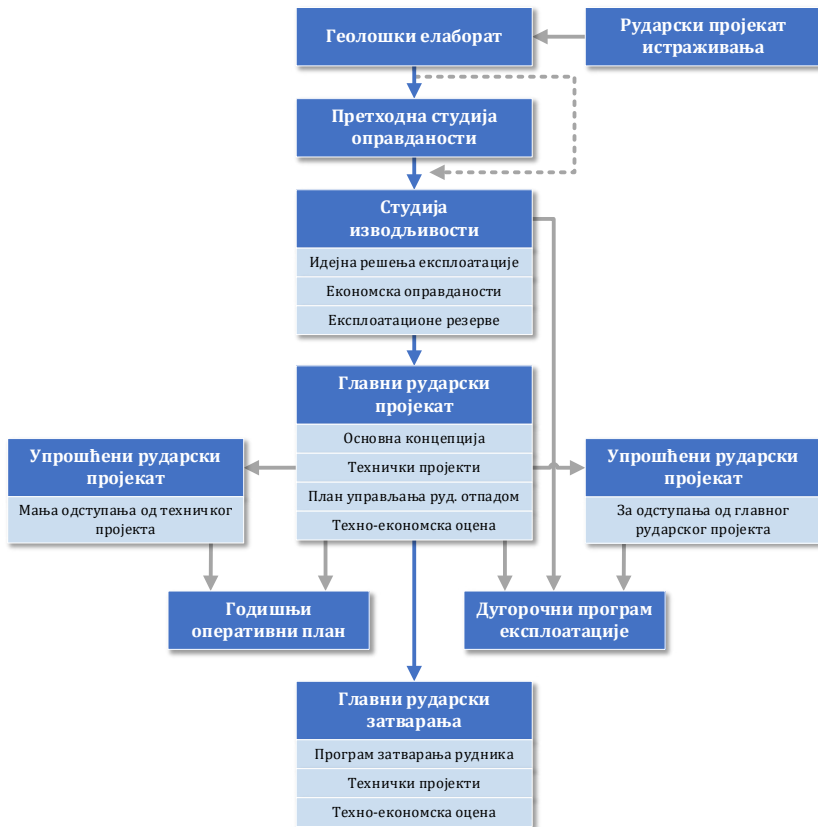 Геолошки елаборат
Рударски пројекат
истраживања
Претходна студија
оправданости
Студија
изводљивости
Идејна решења експлоатације
Економска оправданости
Експлоатационе резерве
Главни рударски
пројекат
Основна концепција
Технички пројекти
План управљања руд. отпадом
Техно-економска оцена
Упрошћени рударски
пројекат
Мања одступања од техничког
пројекта
Упрошћени рударски
пројекат
За одступања од главног
рударског пројекта
Годишњи
оперативни план
Дугорочни програм
експлоатације
Главни рударски
затварања
Програм затварања рудника
Технички пројекти
Техно-економска оцена